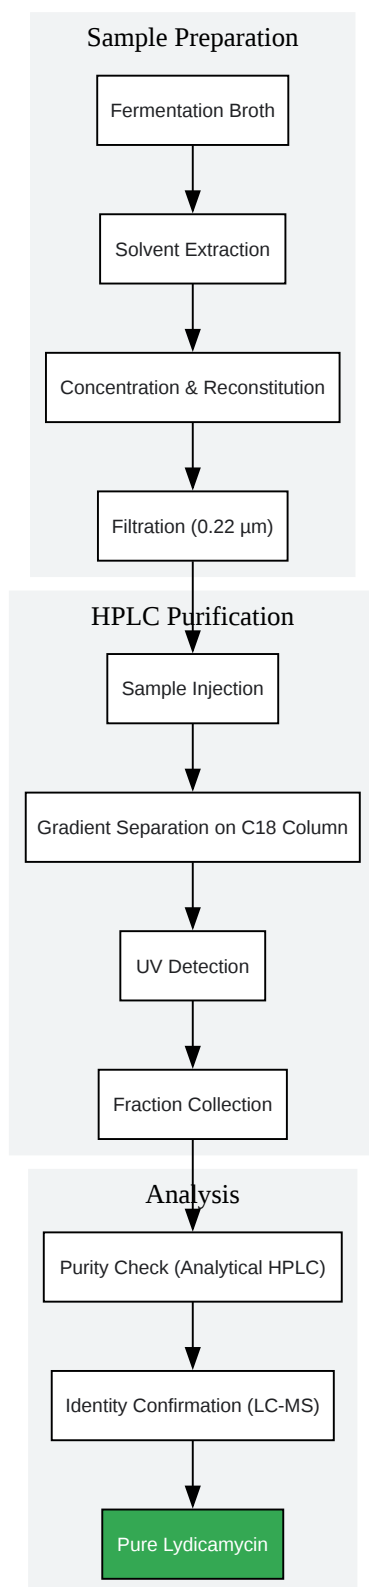 Sample Preparation
Fermentation Broth
Solvent Extraction
Concentration & Reconstitution
Filtration (0.22 µm)
HPLC Purification
Sample Injection
Gradient Separation on C18 Column
UV Detection
Fraction Collection
Analysis
Purity Check (Analytical HPLC)
Identity Confirmation (LC-MS)
Pure Lydicamycin